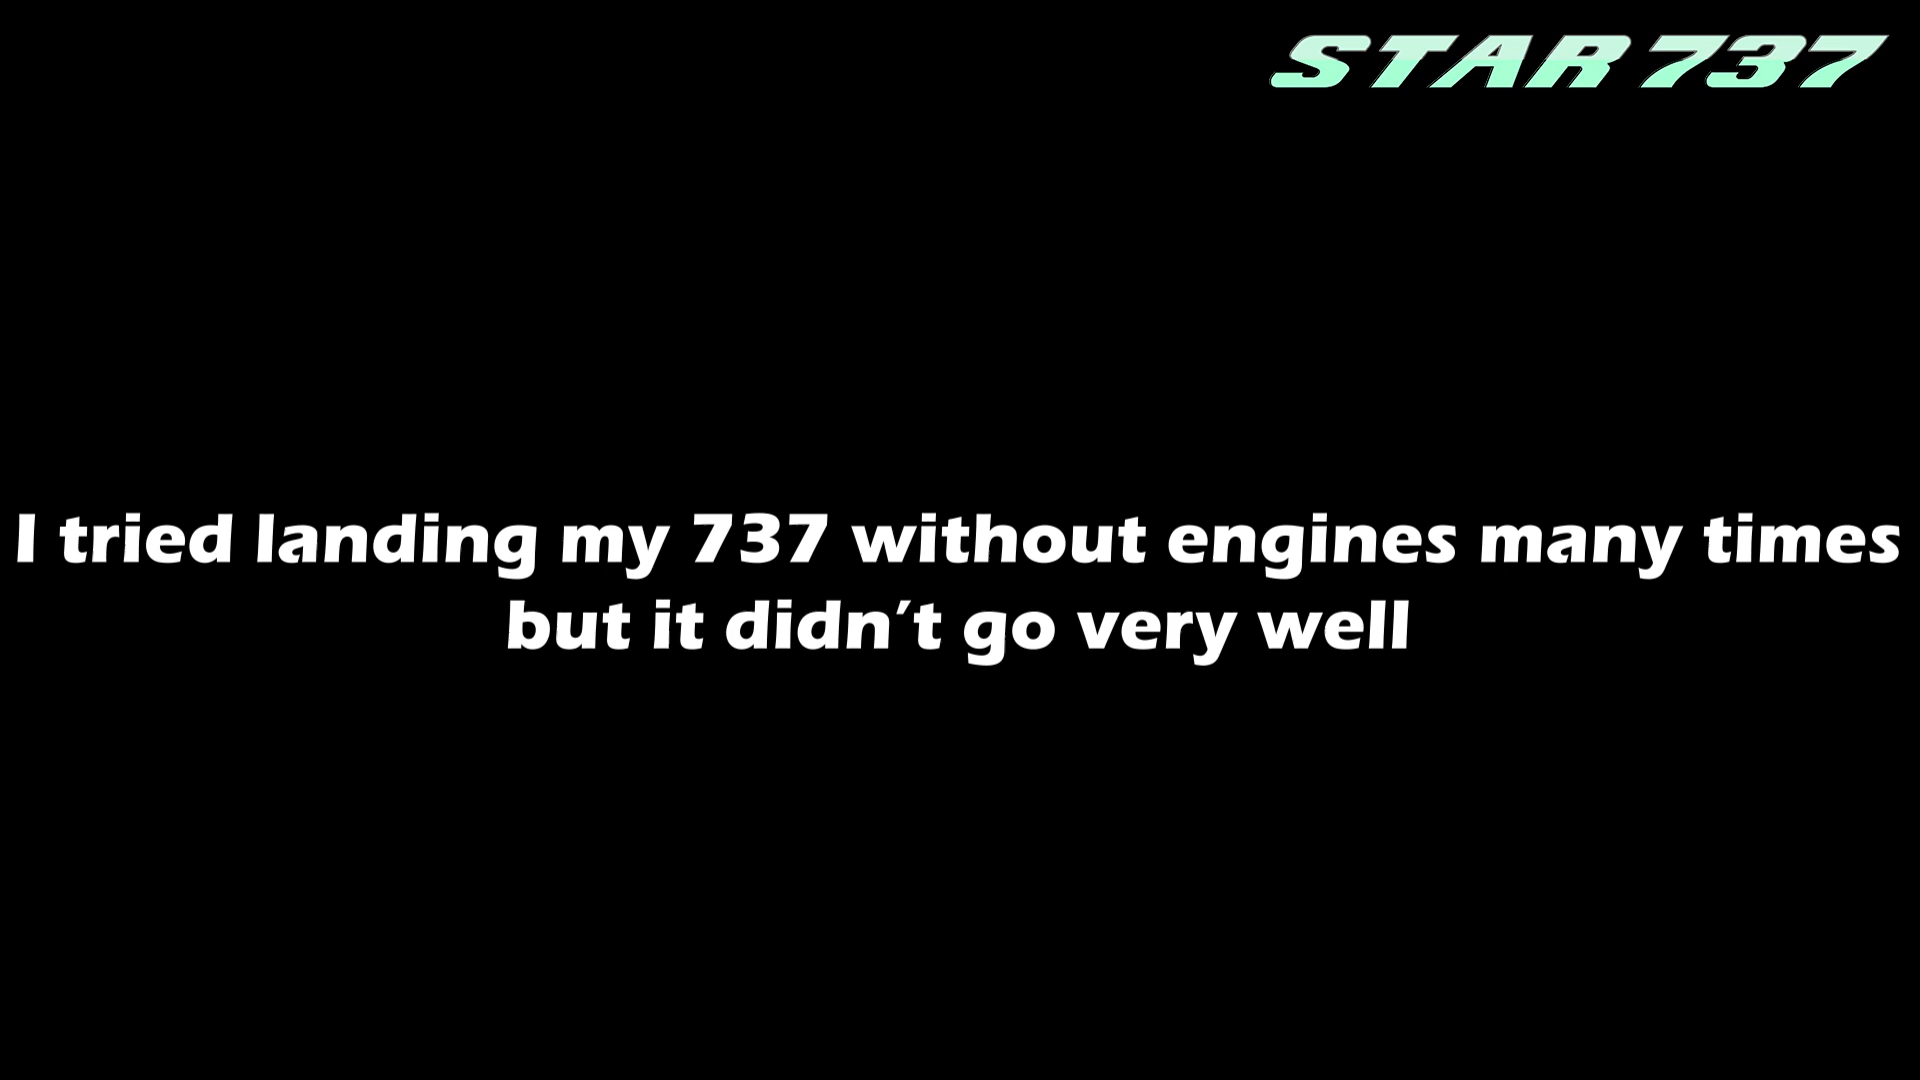 STAR 737
I tried landing my 737 without engines many times
but it didn't go very well